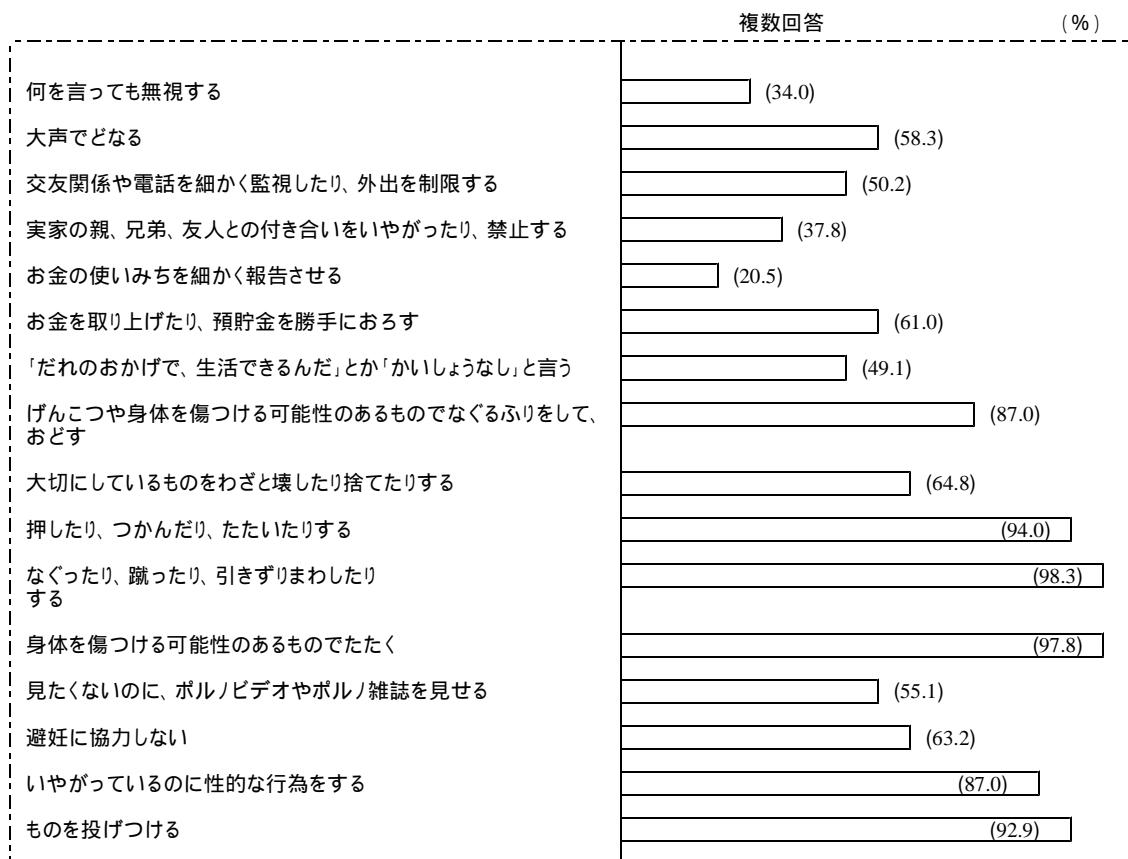 複数回答 (%)
何を言っても無視する (34.0)
大声でどなる (58.3)
交友関係や電話を細かく監視したり、外出を制限する (50.2)
実家の親、兄弟、友人との付き合いをいやがったり、禁止する (37.8)
お金の使いみちを細かく報告させる (20.5)
お金を取り上げたり、預貯金を勝手におろす (61.0)
「だれのおかげで、生活できるんだ」とか「かいしょうなし」と言う (49.1)
げんこつや身体を傷つける可能性のあるものでなぐるふりをして、 (87.0)
おどす
大切にしているものをわざと壊したり捨てたりする (64.8)
押したり、つかんだり、たたいたりする (94.0)
なぐったり、蹴ったり、引きずりまわしたり (98.3)
する
身体を傷つける可能性のあるものでたたく (97.8)
見たくないのに、ポルノビデオやポルノ雑誌を見せる (55.1)
避妊に協力しない (63.2)
いやがっているのに性的な行為をする (87.0)
ものを投げつける (92.9)